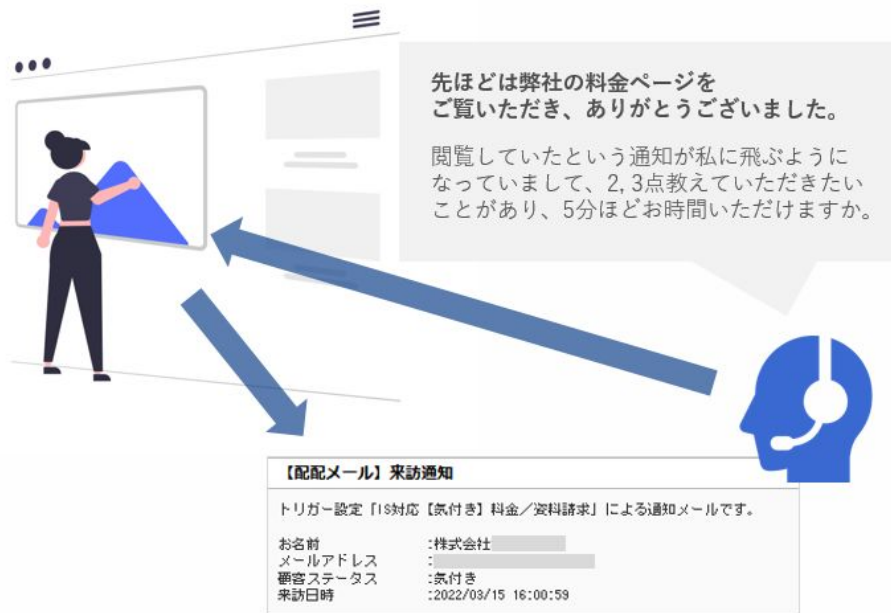 先ほどは弊社の料金ページを
ご覧いただき、ありがとうございました。
閲覧していたという通知が私に飛ぶように
なっていまして、2, 3点教えていただきたい
ことがあり、5分ほどお時間いただけますか。
【配配メール】来訪通知
トリガー設定「IS対応【気付き】料金／資料請求」による通知メールです。
お名前 :株式会社
メールアドレス :
顧客ステータス :気付き
来訪日時 :2022/03/15 16:00:59